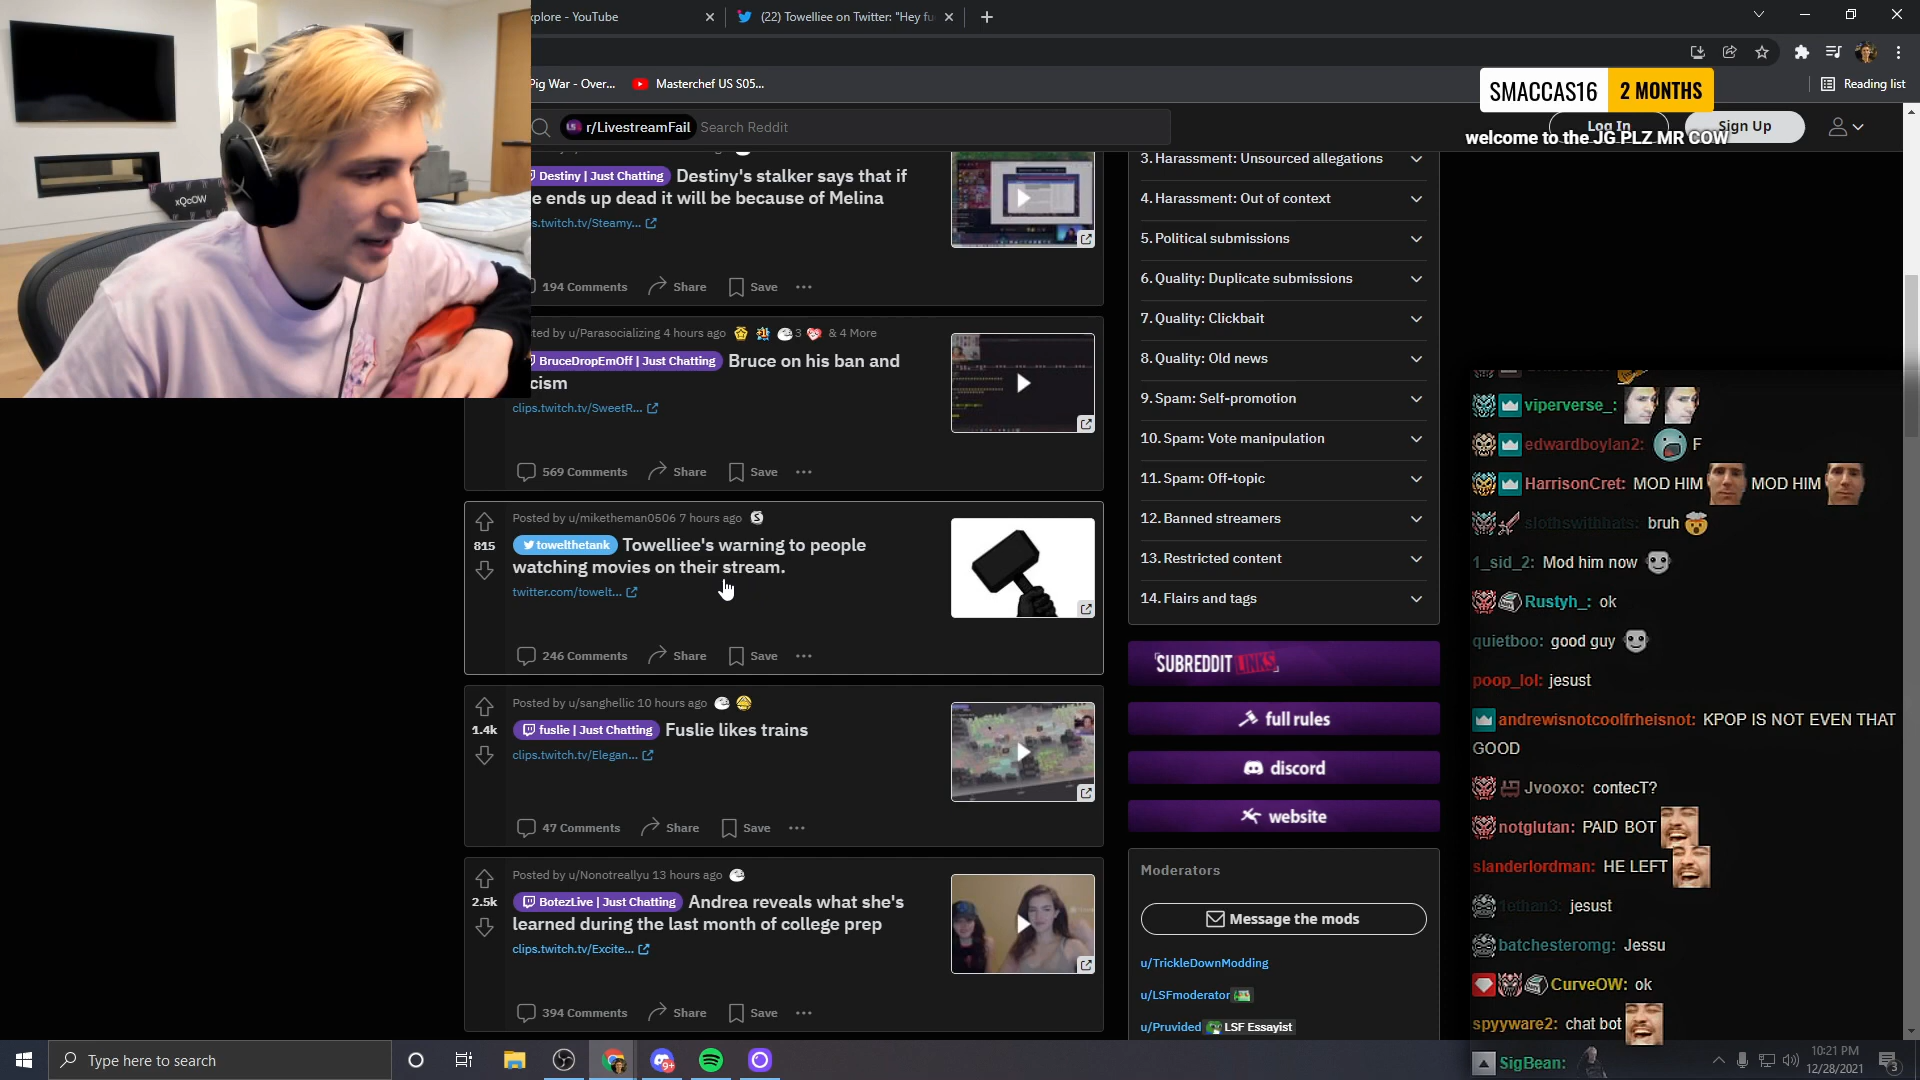 xplore - YouTube
(22) Towelliee on Twitter: "Hey fu
Pig War - Over...
Masterchef US S05...
Reading list
SMACCAS16
2 MONTHS
welcome to the JG PLZ MR COW
Log In
Sign Up
r/LivestreamFail
Search Reddit
xQcOW
Destiny | Just Chatting
Destiny's stalker says that if
e ends up dead it will be because of Melina
s.twitch.tv/Steamy...
194 Comments
Share
Save
ted by u/Parasocializing 4 hours ago
3
& 4 More
BruceDropEmOff | Just Chatting
Bruce on his ban and
cism
clips.twitch.tv/SweetR...
569 Comments
Share
Save
Posted by u/miketheman0506 7 hours ago
815
towelthetank
Towelliee's warning to people
watching movies on their stream.
twitter.com/towelt...
246 Comments
Share
Save
Posted by u/sanghellic 10 hours ago
1.4k
fuslie | Just Chatting
Fuslie likes trains
clips.twitch.tv/Elegan...
47 Comments
Share
Save
Posted by u/Nonotreallyu 13 hours ago
2.5k
BotezLive | Just Chatting
Andrea reveals what she's
learned during the last month of college prep
clips.twitch.tv/Excite...
394 Comments
Share
Save
3. Harassment: Unsourced allegations
4. Harassment: Out of context
5. Political submissions
6. Quality: Duplicate submissions
7. Quality: Clickbait
8. Quality: Old news
9. Spam: Self-promotion
10. Spam: Vote manipulation
11. Spam: Off-topic
12. Banned streamers
13. Restricted content
14. Flairs and tags
SUBREDDIT LINKS
full rules
discord
website
Moderators
Message the mods
u/TrickleDownModding
u/LSFmoderator
u/Pruvided
LSF Essayist
viperverse_:
edwardboylan2: F
HarrisonCret: MOD HIM MOD HIM
slothswithhats: bruh
1_sid_2: Mod him now
Rustyh_: ok
quietboo: good guy
poop_lol: jesust
andrewisnotcoolfrheisnot: KPOP IS NOT EVEN THAT
GOOD
Jvooxo: contecT?
notglutan: PAID BOT
slanderlordman: HE LEFT
1ethan3: jesust
batchesteromg: Jessu
CurveOW: ok
spyyware2: chat bot
SigBean:
Type here to search
9+
10:21 PM
12/28/2021
3